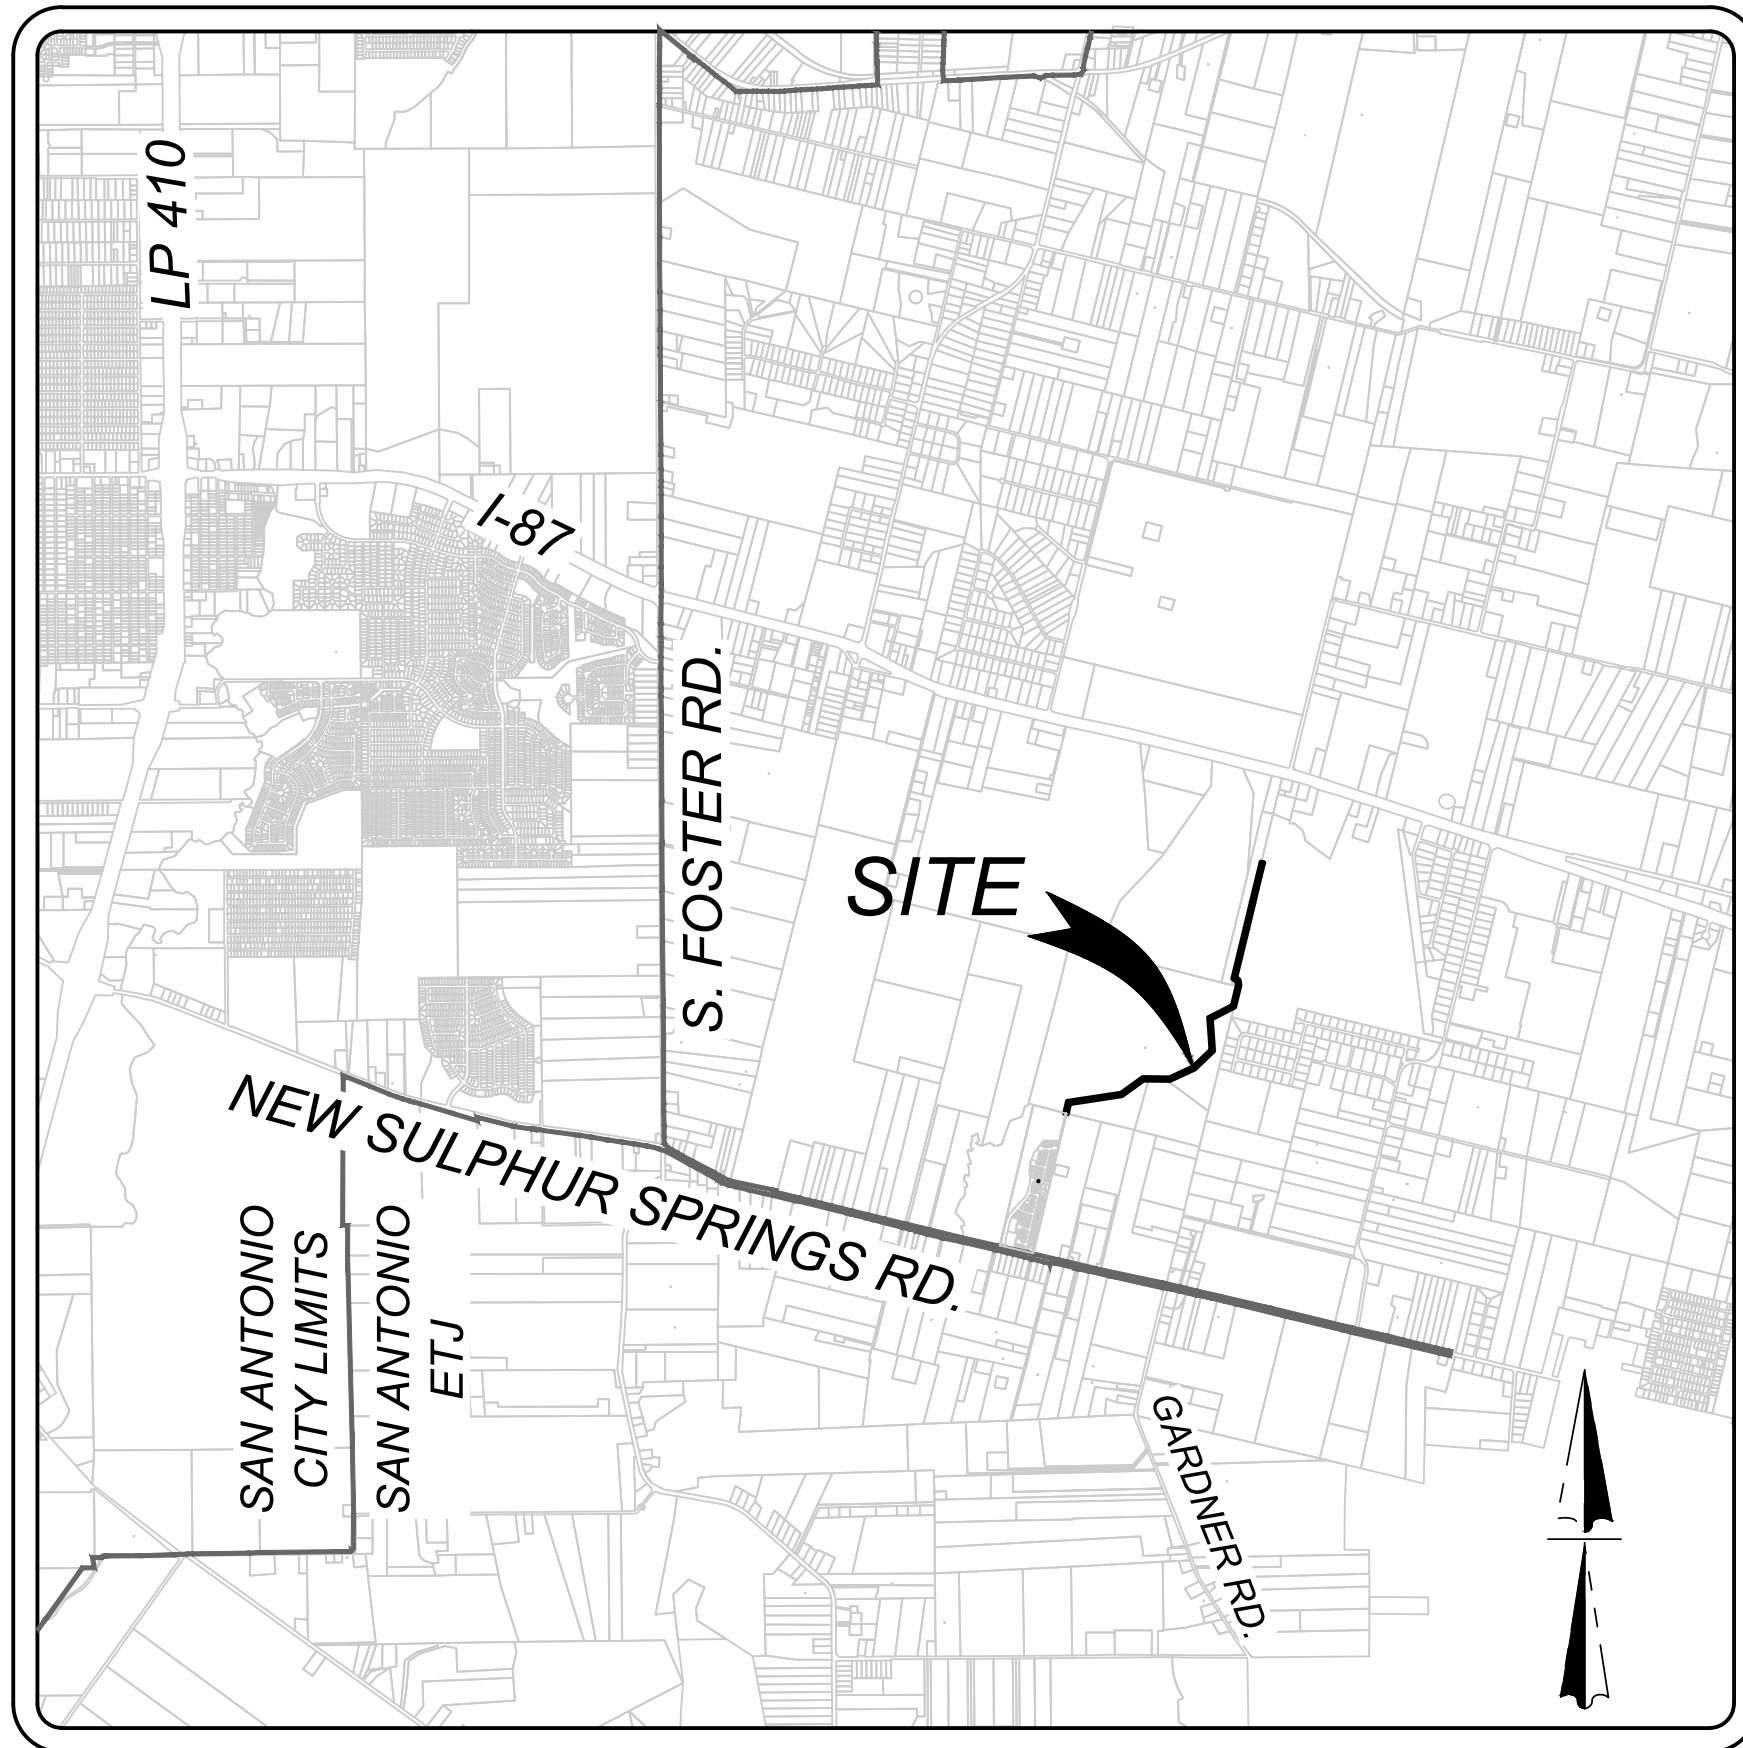 LP 410
I-87
S. FOSTER RD.
SITE
NEW SULPHUR SPRINGS RD.
SAN ANTONIO
CITY LIMITS
SAN ANTONIO
ETJ
GARDNER RD.